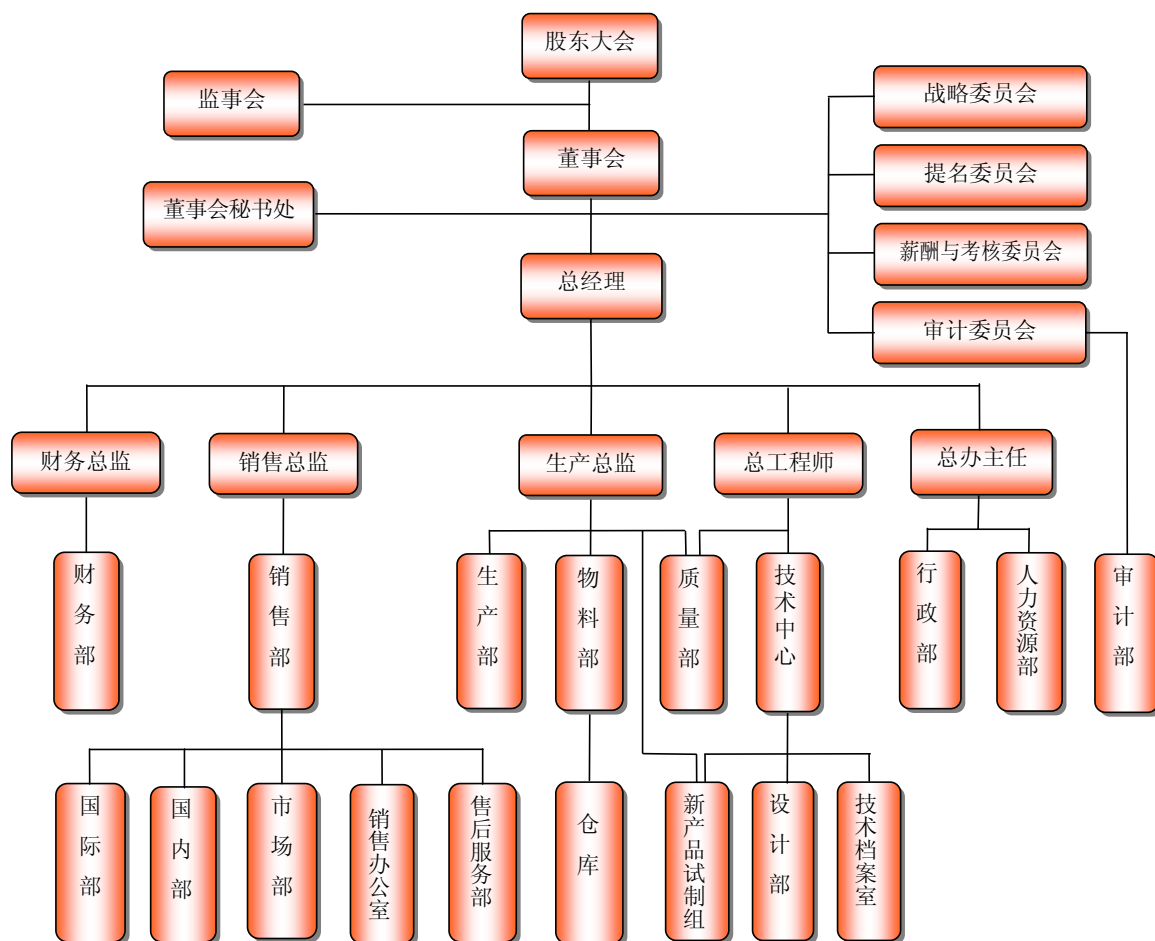 股东大会
监事会
战略委员会
董事会
提名委员会
董事会秘书处
薪酬与考核委员会
总经理
审计委员会
财务总监
销售总监
生产总监
总工程师
总办主任
财务部
销售部
生产部
物料部
质量部
技术中心
行政部
人力资源部
审计部
国际部
国内部
市场部
销售办公室
售后服务部
仓库
新产品试制组
设计部
技术档案室